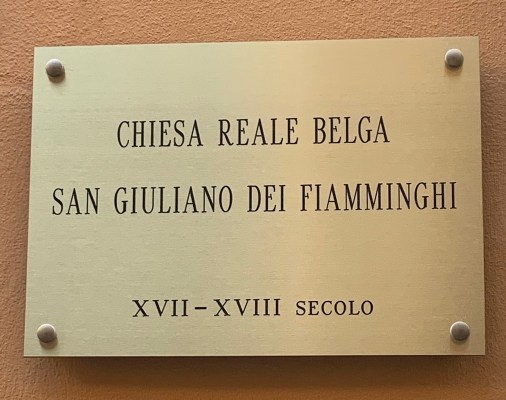 CHIESA REALE BELGA
SAN GIULIANO DEI FIAMMINGHI
XVII – XVIII SECOLO